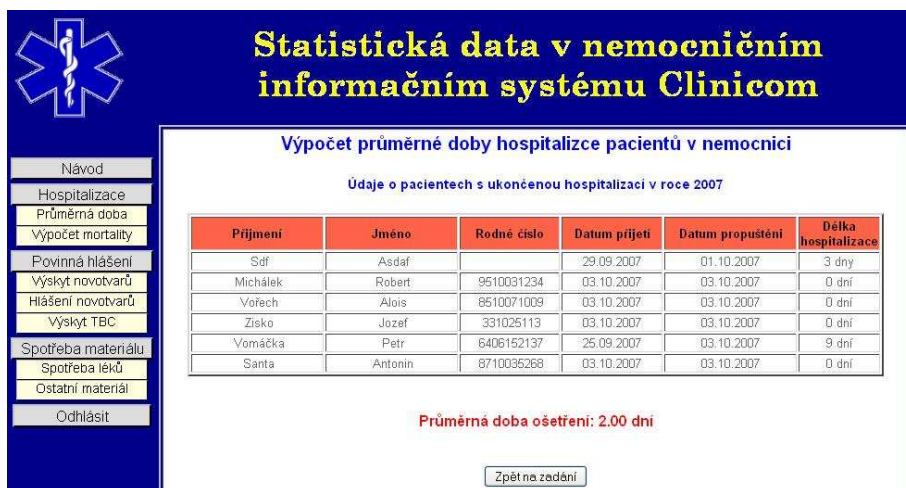 Statistická data v nemocničním
informačním systému Clinicom
Návod
Hospitalizace
Průměrná doba
Výpočet mortality
Povinná hlášení
Výskyt novotvarů
Hlášení novotvarů
Výskyt TBC
Spotřeba materiálu
Spotřeba léků
Ostatní materiál
Odhlásit
Výpočet průměrné doby hospitalizce pacientů v nemocnici
Údaje o pacientech s ukončenou hospitalizací v roce 2007
Příjmení Jméno Rodné číslo Datum přijetí Datum propuštění Délka hospitalizace
Sdf Asdaf 29.09.2007 01.10.2007 3 dny
Michálek Robert 9510031234 03.10.2007 03.10.2007 0 dní
Vořech Alois 8510071009 03.10.2007 03.10.2007 0 dní
Zisko Jozef 331025113 03.10.2007 03.10.2007 0 dní
Vomáčka Petr 6406152137 25.09.2007 03.10.2007 9 dní
Santa Antonin 8710035268 03.10.2007 03.10.2007 0 dní
Průměrná doba ošetření: 2.00 dní
Zpět na zadání